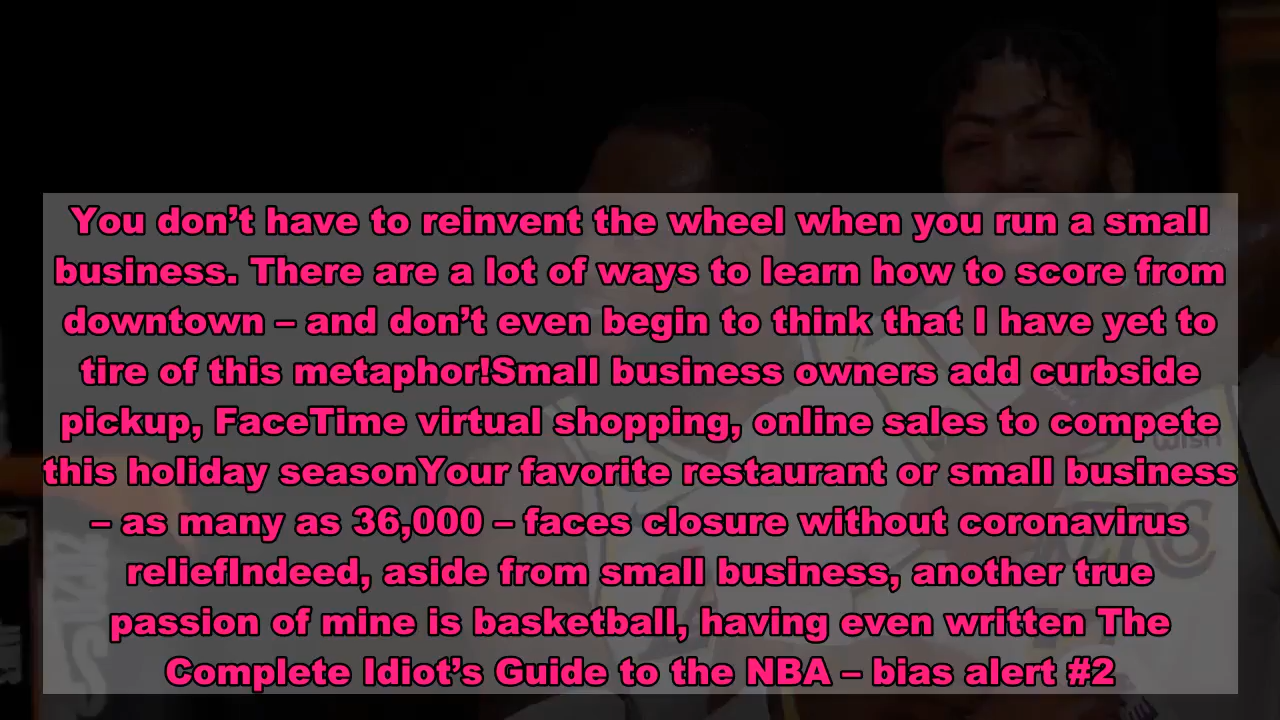 You don’t have to reinvent the wheel when you run a small
business. There are a lot of ways to learn how to score from
downtown – and don’t even begin to think that I have yet to
tire of this metaphor!Small business owners add curbside
pickup, FaceTime virtual shopping, online sales to compete
this holiday seasonYour favorite restaurant or small business
– as many as 36,000 – faces closure without coronavirus
reliefIndeed, aside from small business, another true
passion of mine is basketball, having even written The
Complete Idiot’s Guide to the NBA – bias alert #2
wish